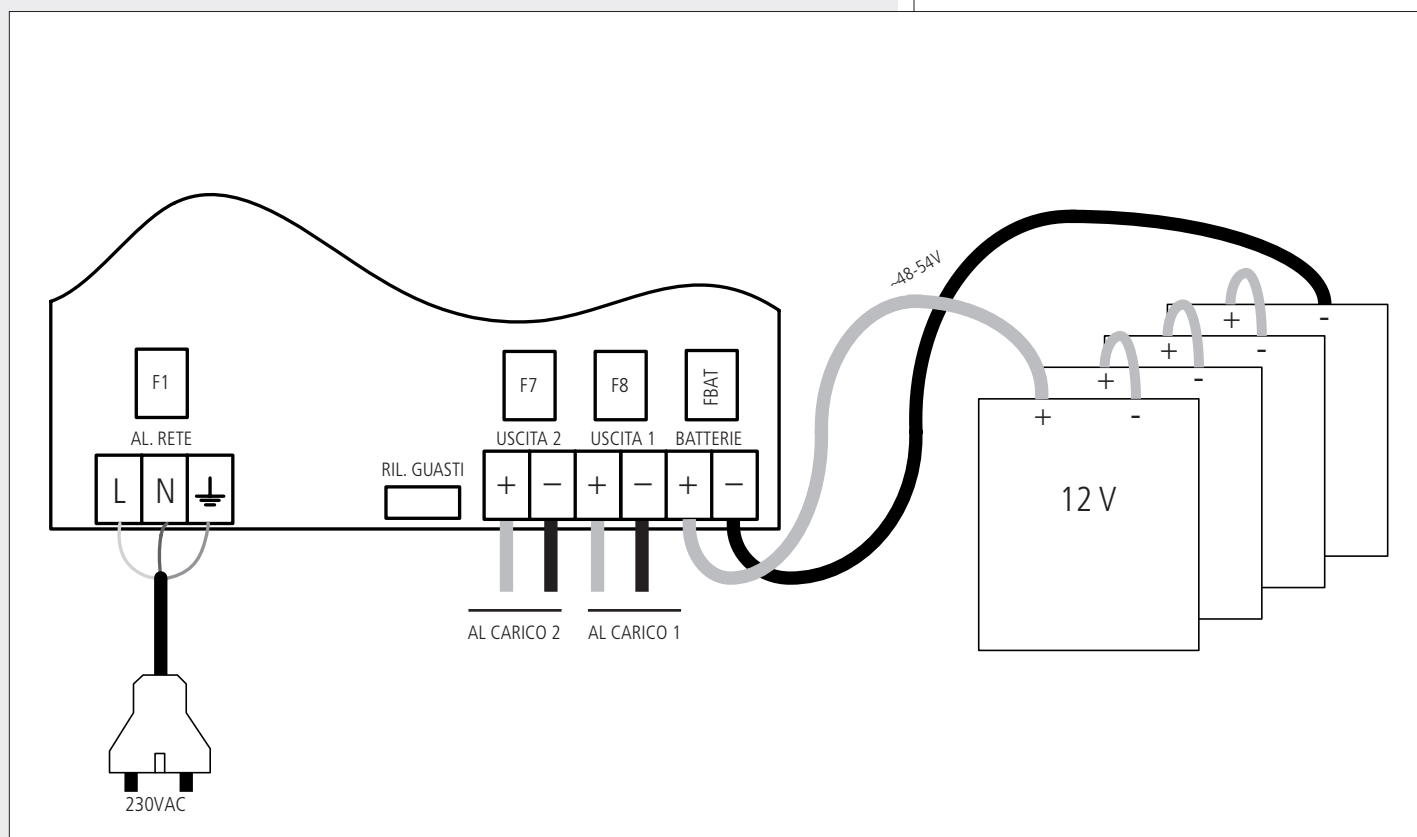 ~48-54V
+ -
+ -
+ -
+ -
12 V
F1
F7
F8
FBAT
AL. RETE
USCITA 2
USCITA 1
BATTERIE
L N
RIL. GUASTI
+ − + − + −
AL CARICO 2
AL CARICO 1
230VAC